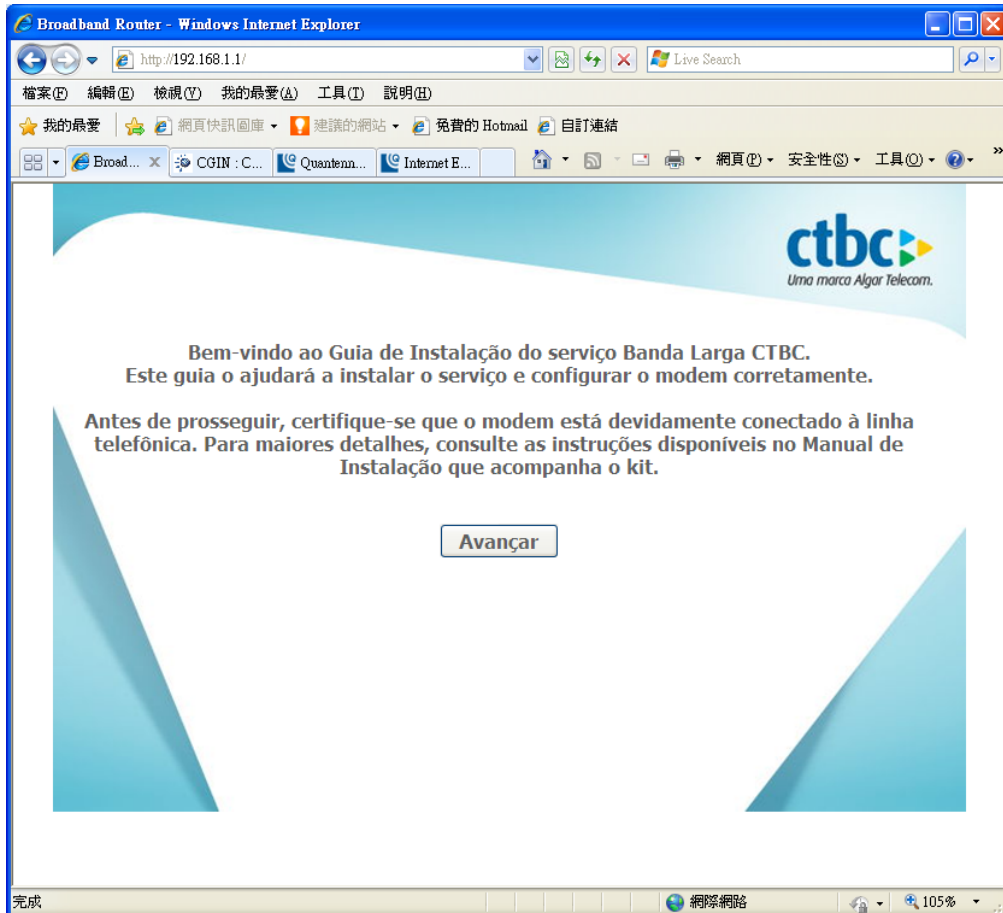 Broadband Router - Windows Internet Explorer
http://192.168.1.1/
Live Search
檔案(F) 編輯(E) 檢視(V) 我的最愛(A) 工具(T) 說明(H)
我的最愛 網頁快訊圖庫 建議的網站 免費的 Hotmail 自訂連結
Broad... CGIN : C... Quantenn... Internet E... 網頁(P) 安全性(S) 工具(O) »
ctbc
Uma marca Algar Telecom.
Bem-vindo ao Guia de Instalação do serviço Banda Larga CTBC.
Este guia o ajudará a instalar o serviço e configurar o modem corretamente.
Antes de prosseguir, certifique-se que o modem está devidamente conectado à linha
telefônica. Para maiores detalhes, consulte as instruções disponíveis no Manual de
Instalação que acompanha o kit.
Avançar
完成 網際網路 105%